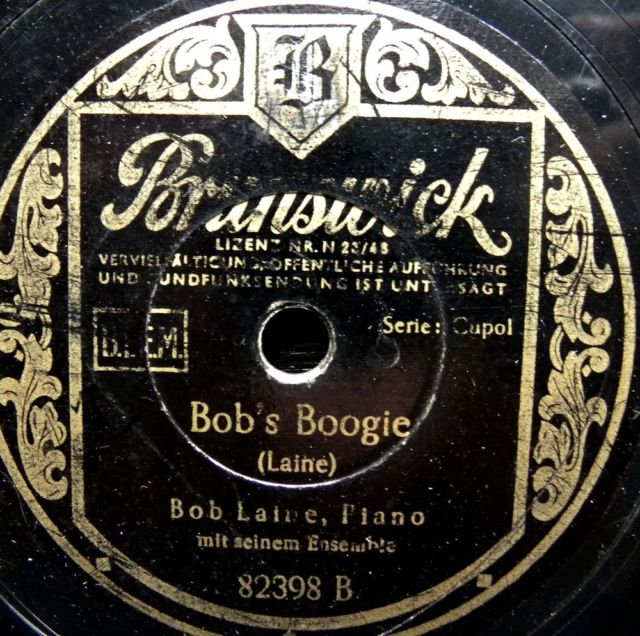 B
Brunswick
LIZENZ NR. N 23/48
VERVIELFÄLTIGUNG, ÖFFENTLICHE AUFFÜHRUNG
UND RUNDFUNKSENDUNG IST UNTERSAGT
B.I.E.M.
Serie: Cupol
Bob's Boogie
(Laine)
Bob Laine, Piano
mit seinem Ensemble
82398 B